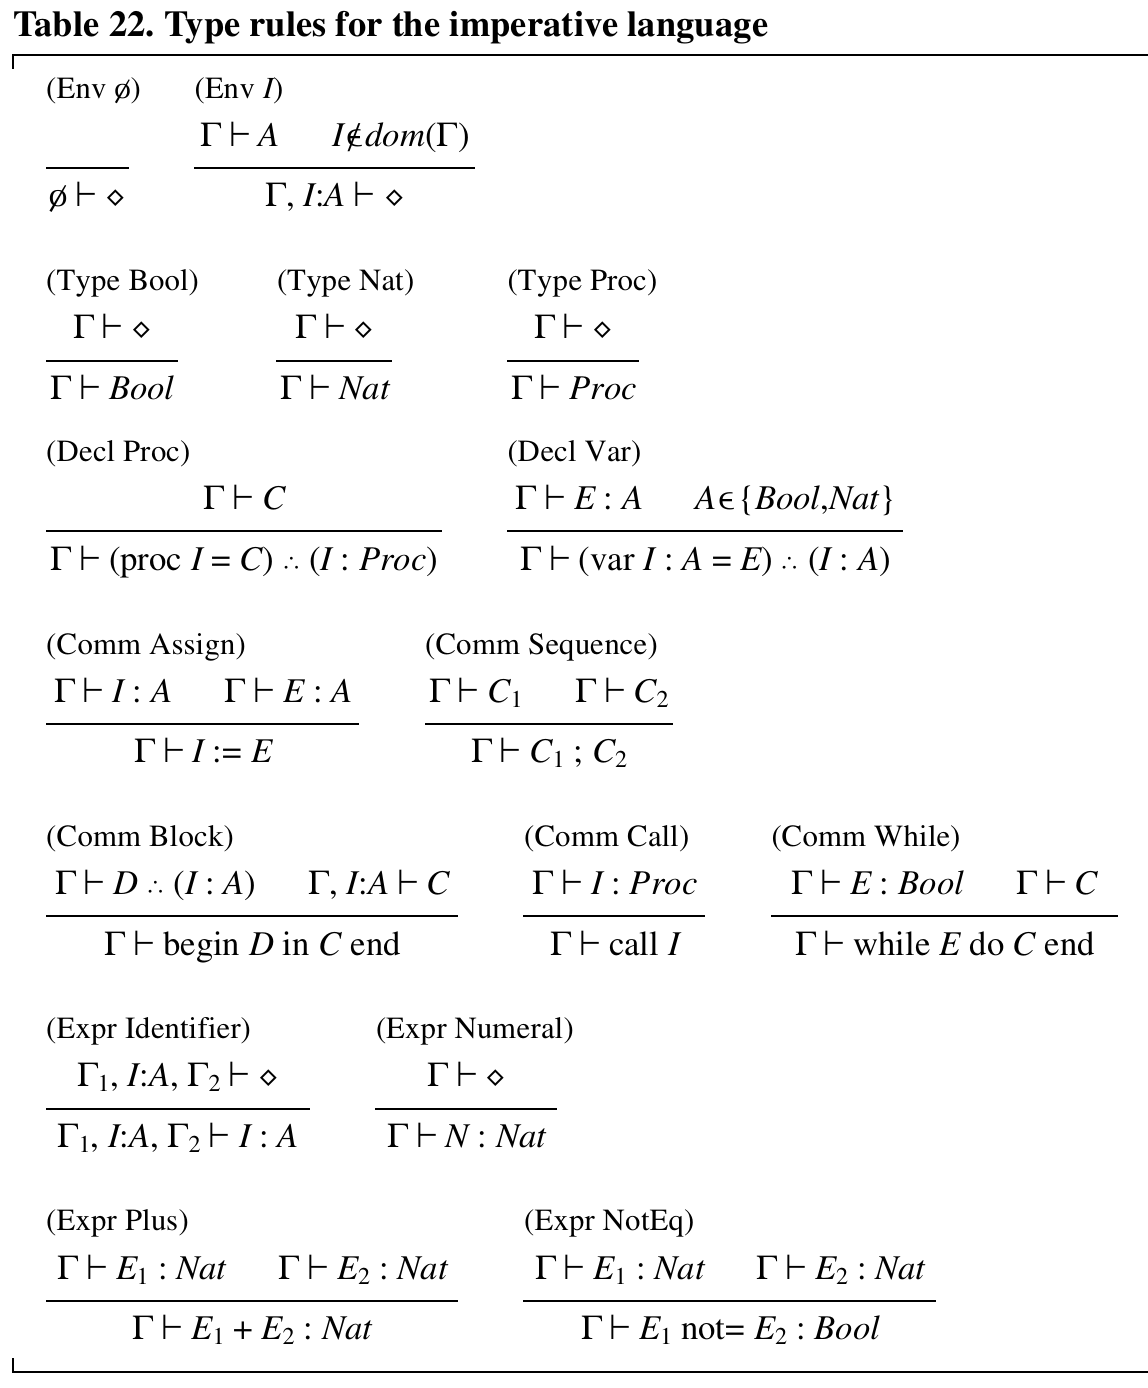 Table 22. Type rules for the imperative language
(Env ø) (Env I)
Γ ⊢ A I∉dom(Γ)
ø ⊢ ⋄ Γ, I:A ⊢ ⋄
(Type Bool) (Type Nat) (Type Proc)
Γ ⊢ ⋄ Γ ⊢ ⋄ Γ ⊢ ⋄
Γ ⊢ Bool Γ ⊢ Nat Γ ⊢ Proc
(Decl Proc) (Decl Var)
Γ ⊢ C Γ ⊢ E : A A∈{Bool,Nat}
Γ ⊢ (proc I = C) ∴ (I : Proc) Γ ⊢ (var I : A = E) ∴ (I : A)
(Comm Assign) (Comm Sequence)
Γ ⊢ I : A Γ ⊢ E : A Γ ⊢ C₁ Γ ⊢ C₂
Γ ⊢ I := E Γ ⊢ C₁ ; C₂
(Comm Block) (Comm Call) (Comm While)
Γ ⊢ D ∴ (I : A) Γ, I:A ⊢ C Γ ⊢ I : Proc Γ ⊢ E : Bool Γ ⊢ C
Γ ⊢ begin D in C end Γ ⊢ call I Γ ⊢ while E do C end
(Expr Identifier) (Expr Numeral)
Γ₁, I:A, Γ₂ ⊢ ⋄ Γ ⊢ ⋄
Γ₁, I:A, Γ₂ ⊢ I : A Γ ⊢ N : Nat
(Expr Plus) (Expr NotEq)
Γ ⊢ E₁ : Nat Γ ⊢ E₂ : Nat Γ ⊢ E₁ : Nat Γ ⊢ E₂ : Nat
Γ ⊢ E₁ + E₂ : Nat Γ ⊢ E₁ not= E₂ : Bool